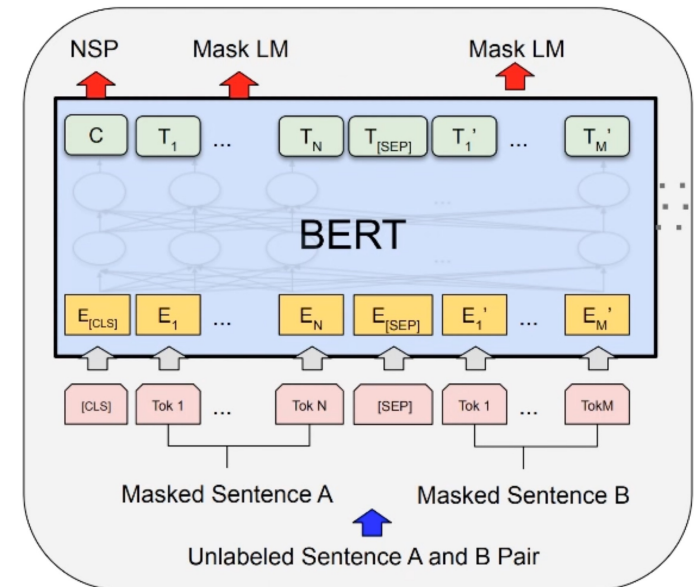 NSP Mask LM Mask LM
C T1 ... TN T[SEP] T1' ... TM'
...
BERT
...
E[CLS] E1 ... EN E[SEP] E1' ... EM'
[CLS] Tok 1 ... Tok N [SEP] Tok 1 ... TokM
Masked Sentence A Masked Sentence B
Unlabeled Sentence A and B Pair